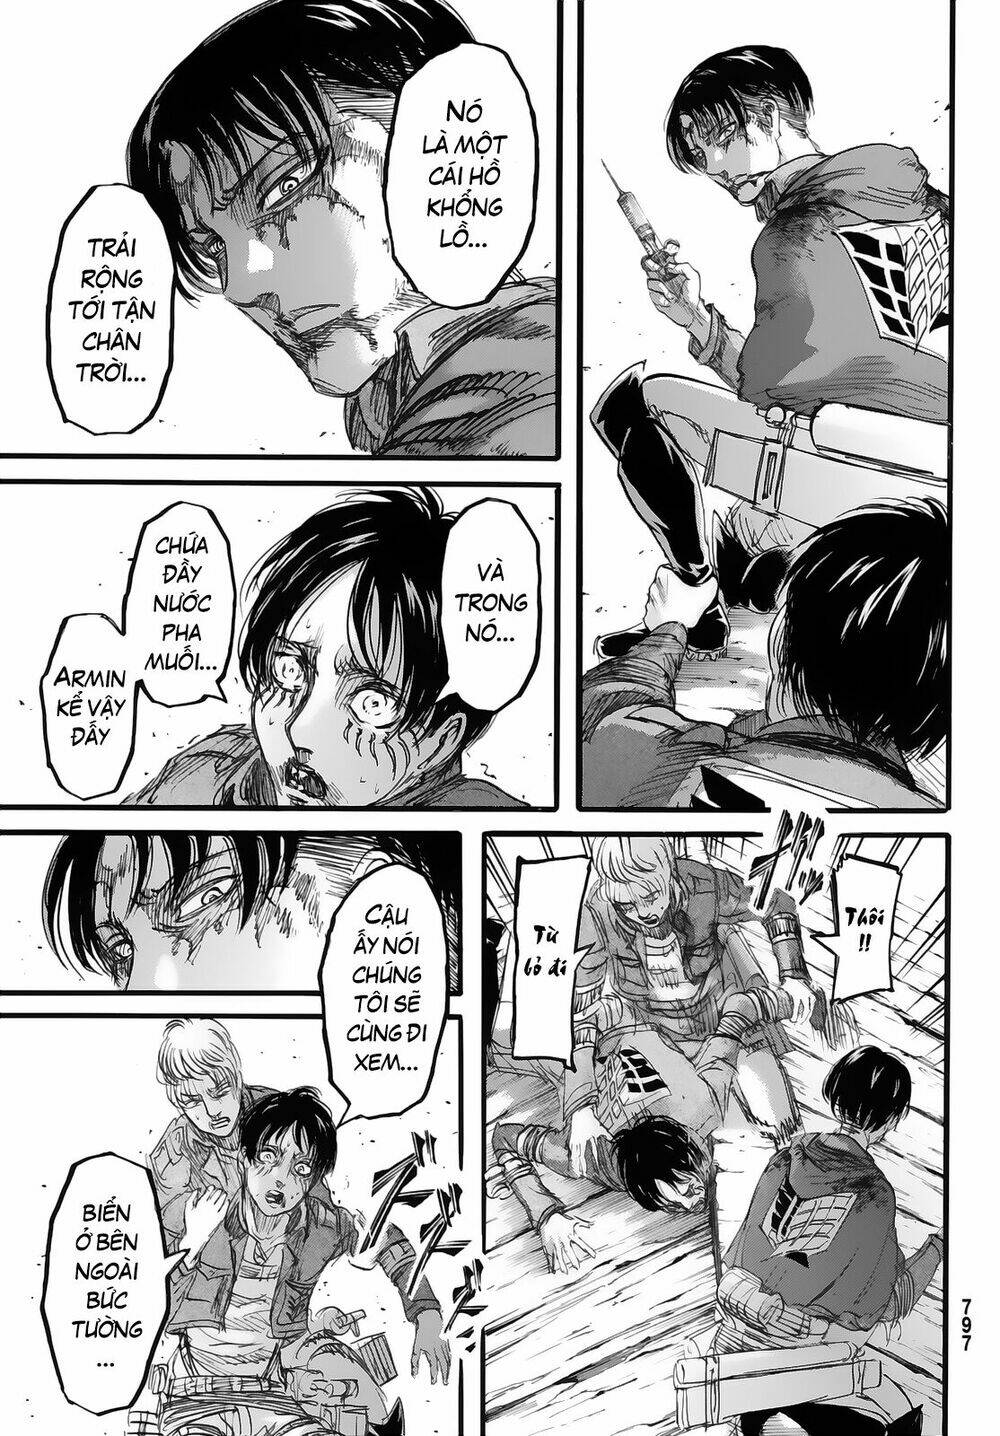 NÓ
LÀ MỘT
CÁI HỒ
KHỔNG
LỒ...
TRẢI
RỘNG
TỚI TẬN
CHÂN
TRỜI...
VÀ
TRONG
NÓ...
CHỨA
ĐẦY
NƯỚC
PHA
MUỐI...
ARMIN
KỂ VẬY
ĐẤY
Thôi
!!
Từ
bỏ đi
CẬU
ẤY NÓI
CHÚNG
TÔI SẼ
CÙNG ĐI
XEM...
BIỂN
Ở BÊN
NGOÀI
BỨC
TƯỜNG
...
797